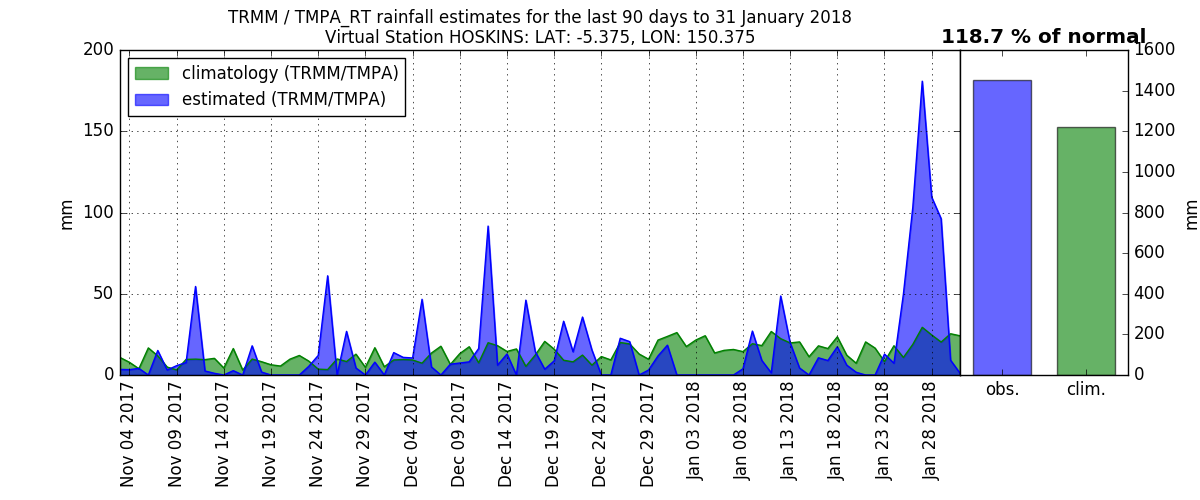 TRMM / TMPA_RT rainfall estimates for the last 90 days to 31 January 2018
Virtual Station HOSKINS: LAT: -5.375, LON: 150.375
118.7 % of normal
climatology (TRMM/TMPA)
estimated (TRMM/TMPA)
200
150
100
50
0
mm
1600
1400
1200
1000
800
600
400
200
0
mm
obs.
clim.
Nov 04 2017
Nov 09 2017
Nov 14 2017
Nov 19 2017
Nov 24 2017
Nov 29 2017
Dec 04 2017
Dec 09 2017
Dec 14 2017
Dec 19 2017
Dec 24 2017
Dec 29 2017
Jan 03 2018
Jan 08 2018
Jan 13 2018
Jan 18 2018
Jan 23 2018
Jan 28 2018